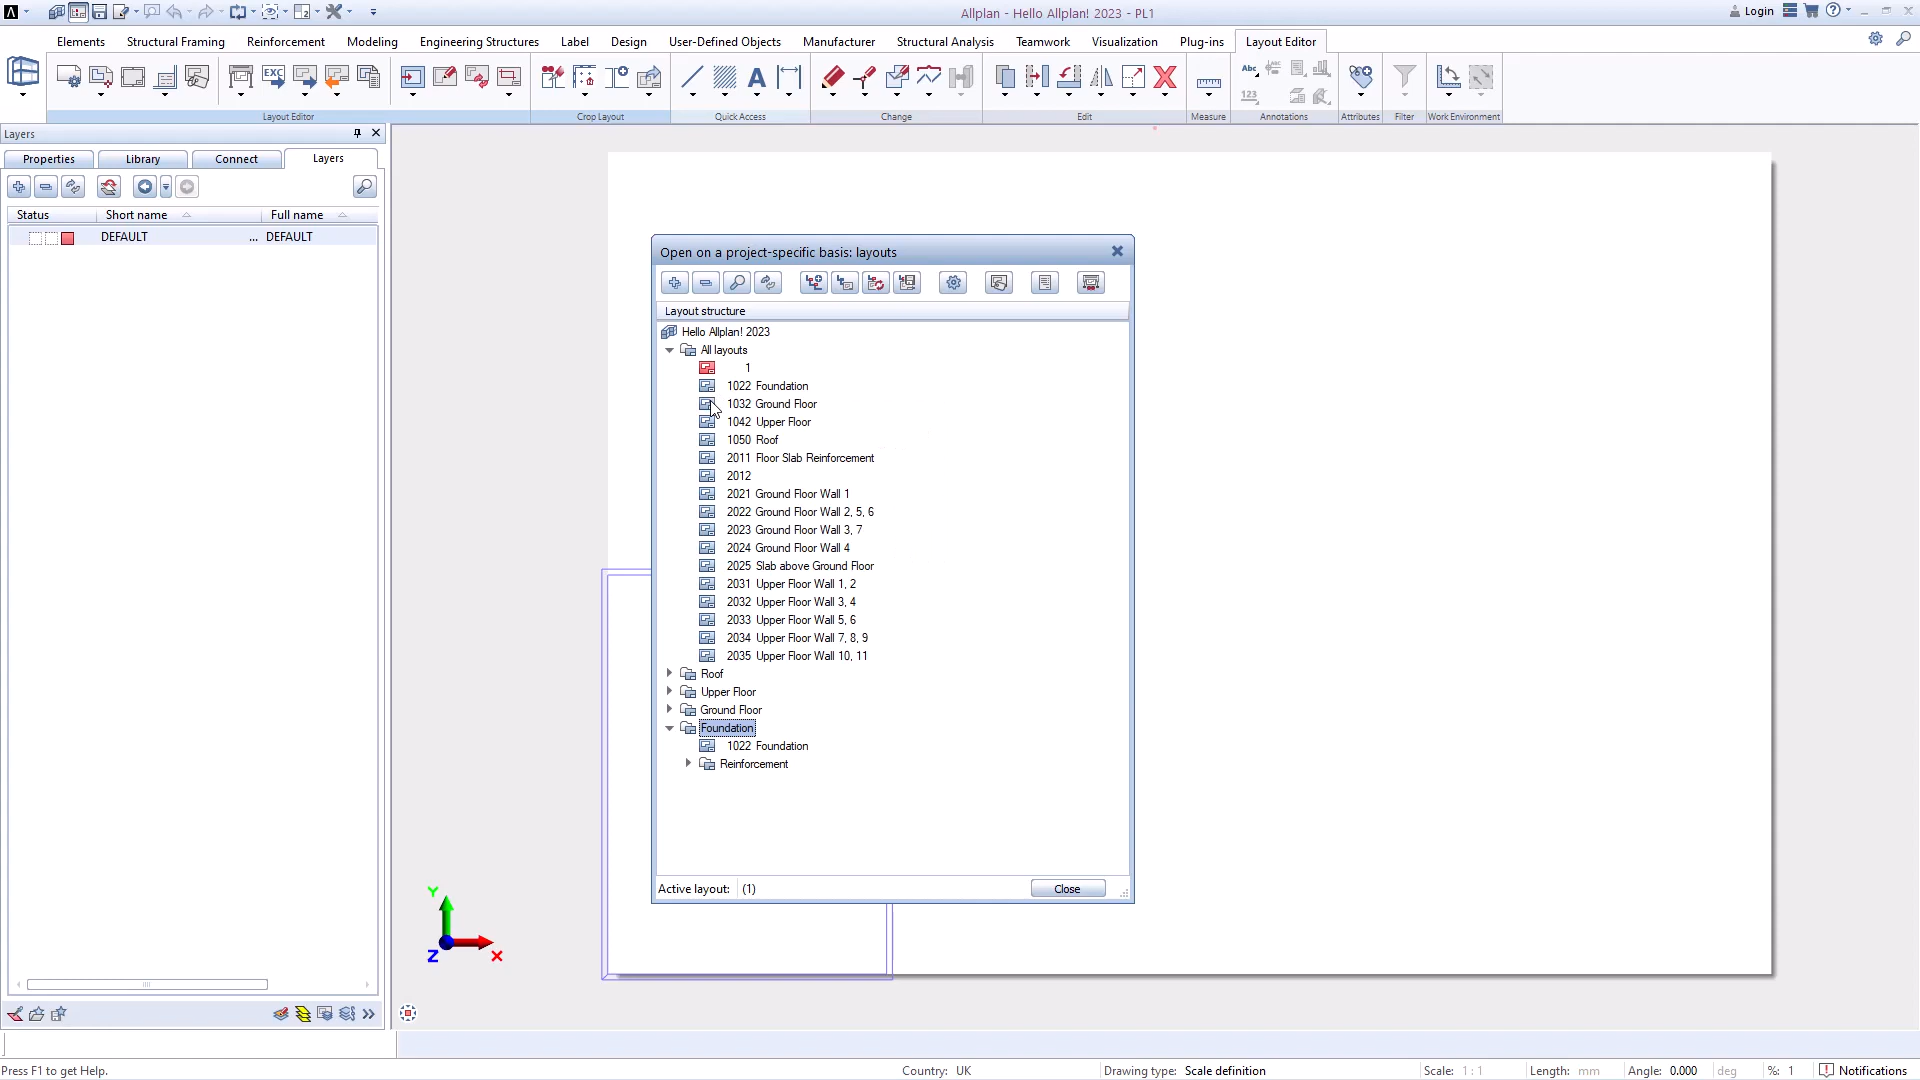 Allplan - Hello Allplan! 2023 - PL1
Login
Elements
Structural Framing
Reinforcement
Modeling
Engineering Structures
Label
Design
User-Defined Objects
Manufacturer
Structural Analysis
Teamwork
Visualization
Plug-ins
Layout Editor
EXC
Abc
123
Layout Editor
Crop Layout
Quick Access
Change
Edit
Measure
Annotations
Attributes
Filter
Work Environment
Layers
Properties
Library
Connect
Layers
Status
Short name
Full name
DEFAULT
... DEFAULT
Open on a project-specific basis: layouts
Layout structure
Hello Allplan! 2023
All layouts
1
1022 Foundation
1032 Ground Floor
1042 Upper Floor
1050 Roof
2011 Floor Slab Reinforcement
2012
2021 Ground Floor Wall 1
2022 Ground Floor Wall 2, 5, 6
2023 Ground Floor Wall 3, 7
2024 Ground Floor Wall 4
2025 Slab above Ground Floor
2031 Upper Floor Wall 1, 2
2032 Upper Floor Wall 3, 4
2033 Upper Floor Wall 5, 6
2034 Upper Floor Wall 7, 8, 9
2035 Upper Floor Wall 10, 11
Roof
Upper Floor
Ground Floor
Foundation
1022 Foundation
Reinforcement
Active layout: (1)
Close
Y
Z
X
Press F1 to get Help.
Country: UK
Drawing type: Scale definition
Scale: 1 : 1
Length: mm
Angle: 0.000 deg
%: 1
Notifications